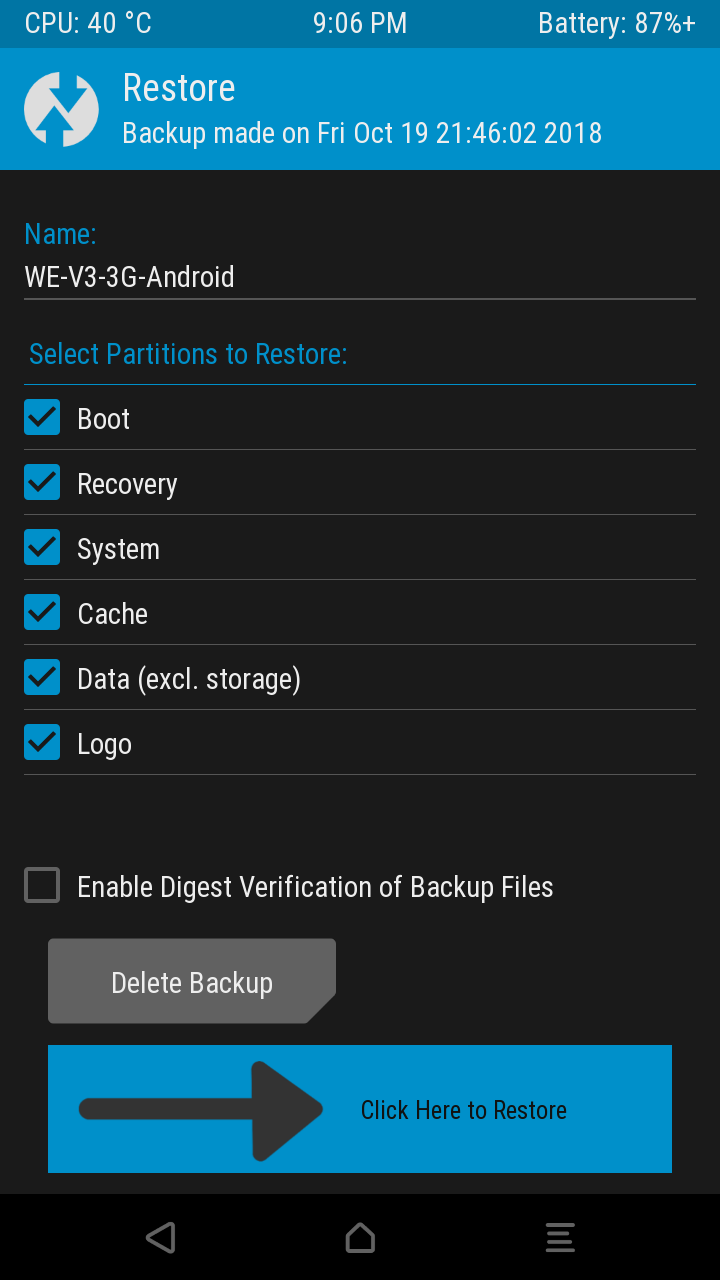 CPU: 40 °C 9:06 PM Battery: 87%+
Restore
Backup made on Fri Oct 19 21:46:02 2018
Name:
WE-V3-3G-Android
Select Partitions to Restore:
Boot
Recovery
System
Cache
Data (excl. storage)
Logo
Enable Digest Verification of Backup Files
Delete Backup
Click Here to Restore